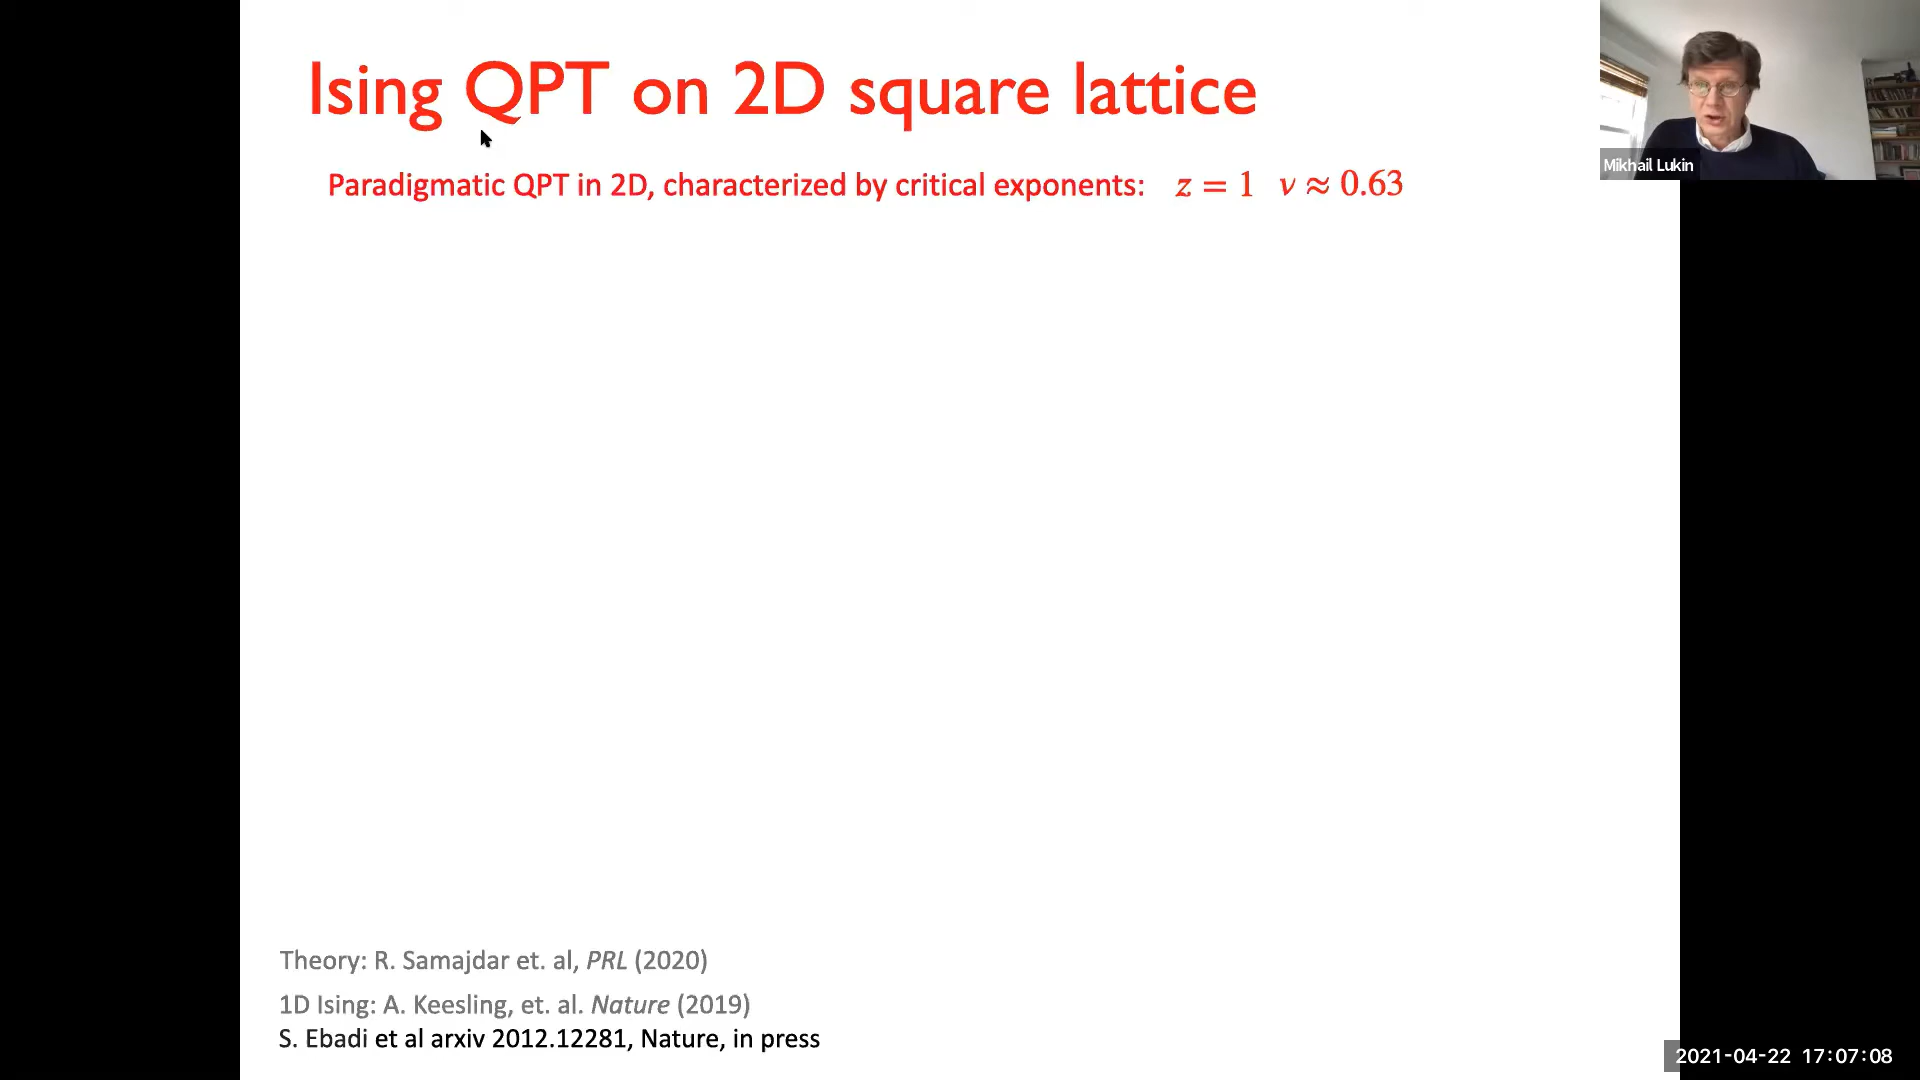 Ising QPT on 2D square lattice
Mikhail Lukin
Paradigmatic QPT in 2D, characterized by critical exponents: z = 1 ν ≈ 0.63
Theory: R. Samajdar et. al, PRL (2020)
1D Ising: A. Keesling, et. al. Nature (2019)
S. Ebadi et al arxiv 2012.12281, Nature, in press
2021-04-22 17:07:08